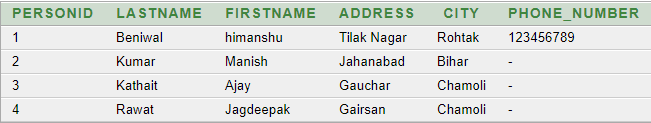 PERSONID LASTNAME FIRSTNAME ADDRESS CITY PHONE_NUMBER
1 Beniwal himanshu Tilak Nagar Rohtak 123456789
2 Kumar Manish Jahanabad Bihar -
3 Kathait Ajay Gauchar Chamoli -
4 Rawat Jagdeepak Gairsan Chamoli -